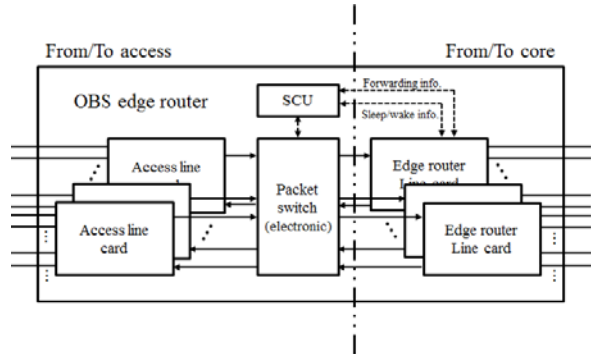 From/To access
From/To core
OBS edge router
SCU
Forwarding info.
Sleep/wake info.
Access line
Edge router
Line card
Packet
switch
(electronic)
Access line
card
Edge router
Line card